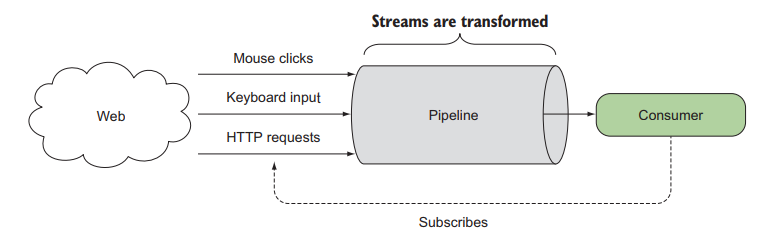 Streams are transformed
Mouse clicks
Keyboard input
HTTP requests
Web
Pipeline
Consumer
Subscribes